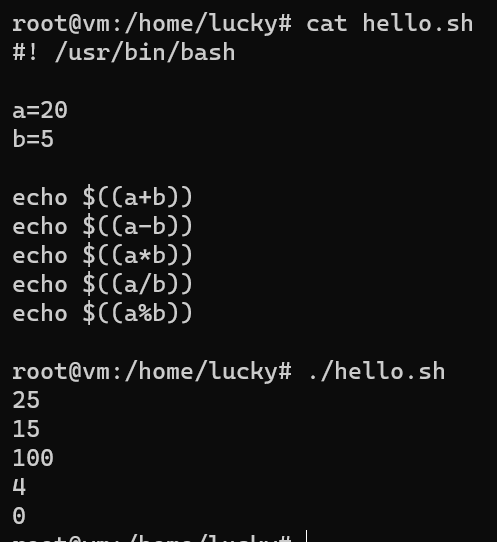 root@vm:/home/lucky# cat hello.sh
#! /usr/bin/bash
a=20
b=5
echo $((a+b))
echo $((a-b))
echo $((a*b))
echo $((a/b))
echo $((a%b))
root@vm:/home/lucky# ./hello.sh
25
15
100
4
0
root@vm:/home/lucky#